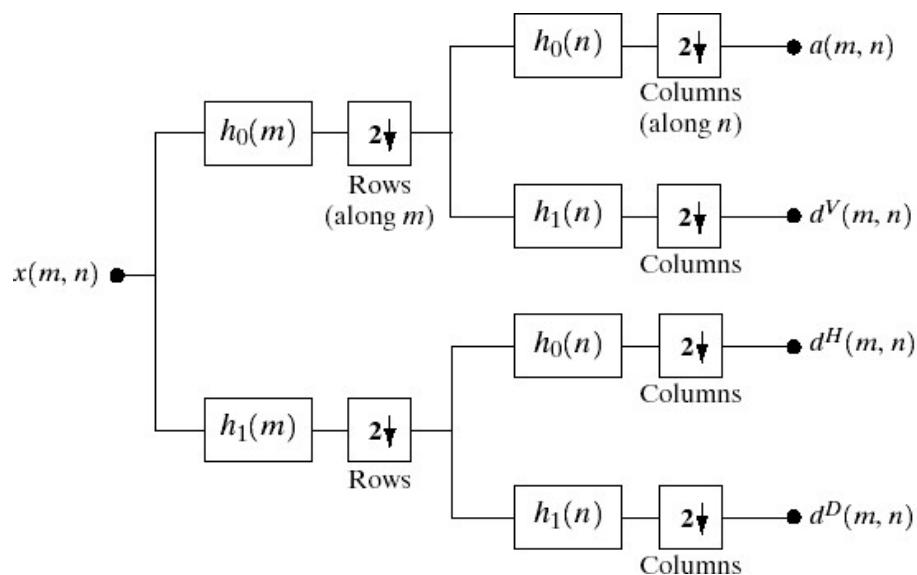 h₀(n)
2↓
a(m, n)
Columns
(along n)
h₀(m)
2↓
Rows
(along m)
h₁(n)
2↓
dⱽ(m, n)
Columns
x(m, n)
h₀(n)
2↓
dᴴ(m, n)
Columns
h₁(m)
2↓
Rows
h₁(n)
2↓
dᴰ(m, n)
Columns